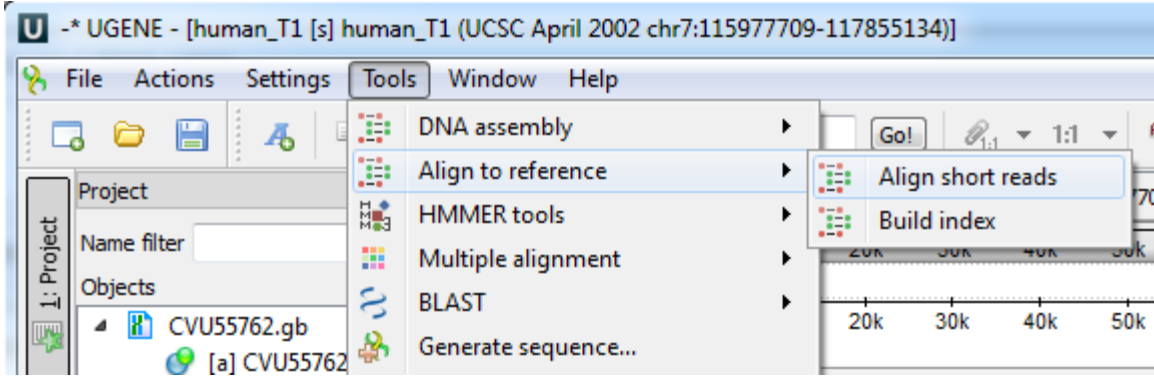 U -* UGENE - [human_T1 [s] human_T1 (UCSC April 2002 chr7:115977709-117855134)]
File Actions Settings Tools Window Help
DNA assembly Go! 1:1 1:1
Project Align to reference Align short reads
1: Project
Name filter HMMER tools Build index
Multiple alignment
Objects BLAST 20k 30k 40k 50k
CVU55762.gb
Generate sequence...
[a] CVU55762